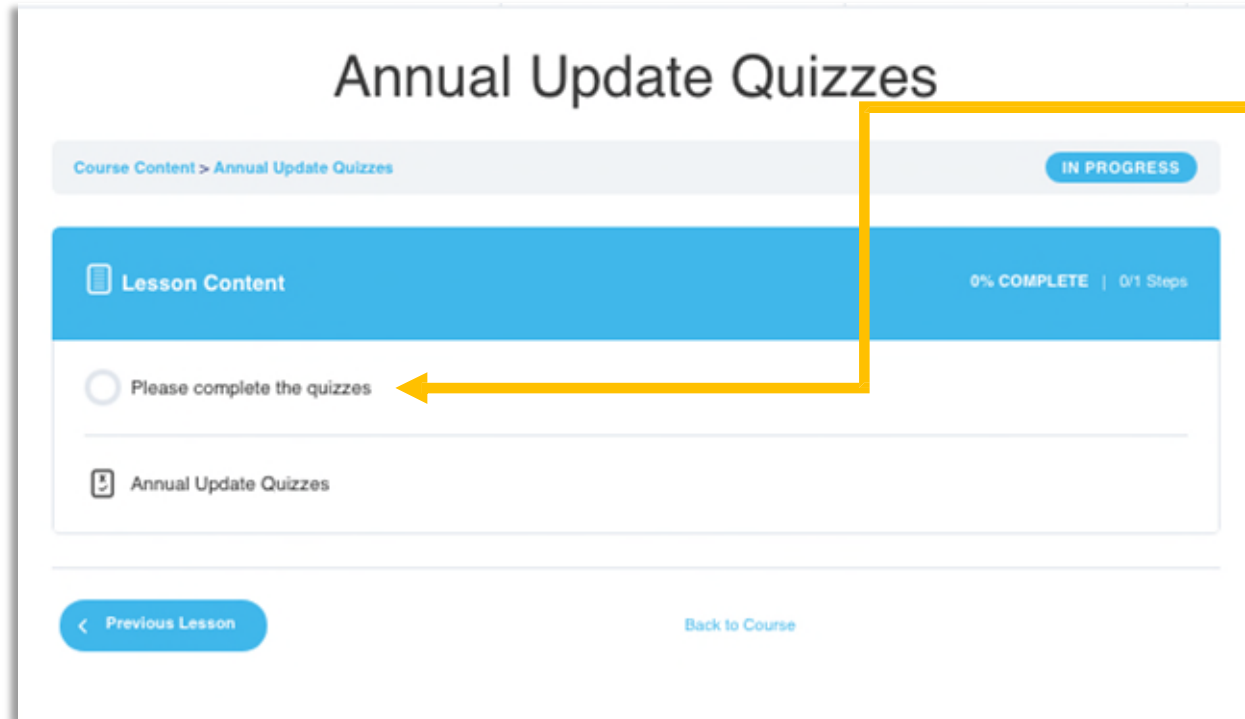 Annual Update Quizzes
Course Content > Annual Update Quizzes
IN PROGRESS
Lesson Content
0% COMPLETE | 0/1 Steps
Please complete the quizzes
Annual Update Quizzes
< Previous Lesson
Back to Course